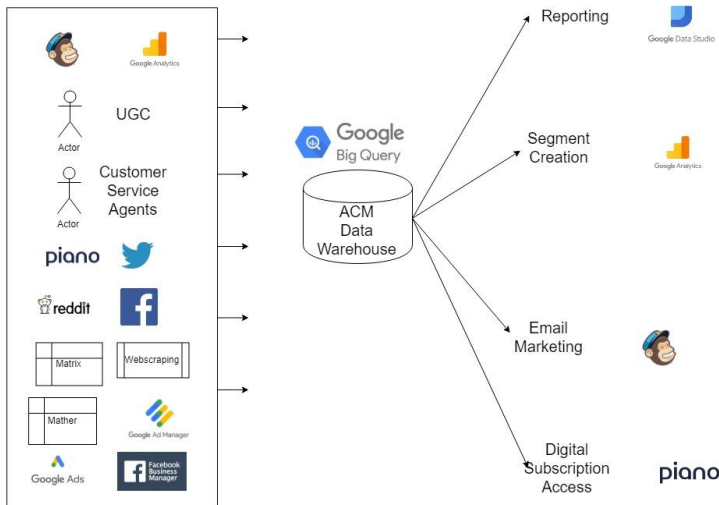 Google Analytics
Actor
UGC
Actor
Customer
Service
Agents
piano
reddit
Matrix
Webscraping
Mather
Google Ad Manager
Google Ads
Facebook
Business
Manager
Google
Big Query
ACM
Data
Warehouse
Reporting
Google Data Studio
Segment
Creation
Google Analytics
Email
Marketing
Digital
Subscription
Access
piano